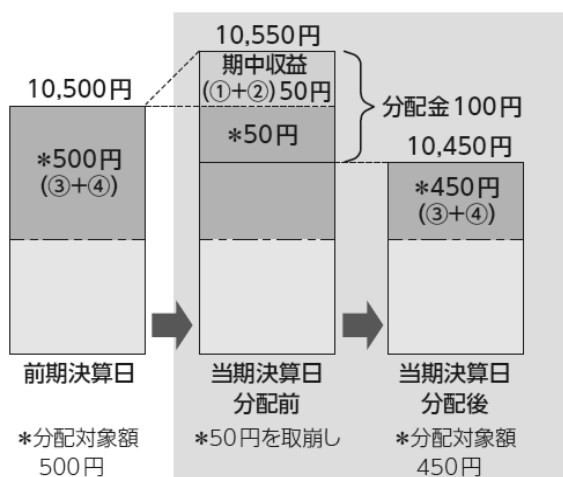 10,550円
期中収益
(①+②)50円
10,500円
分配金100円
*50円
10,450円
*500円
(③+④)
*450円
(③+④)
前期決算日
当期決算日
分配前
当期決算日
分配後
*分配対象額
500円
*50円を取崩し
*分配対象額
450円